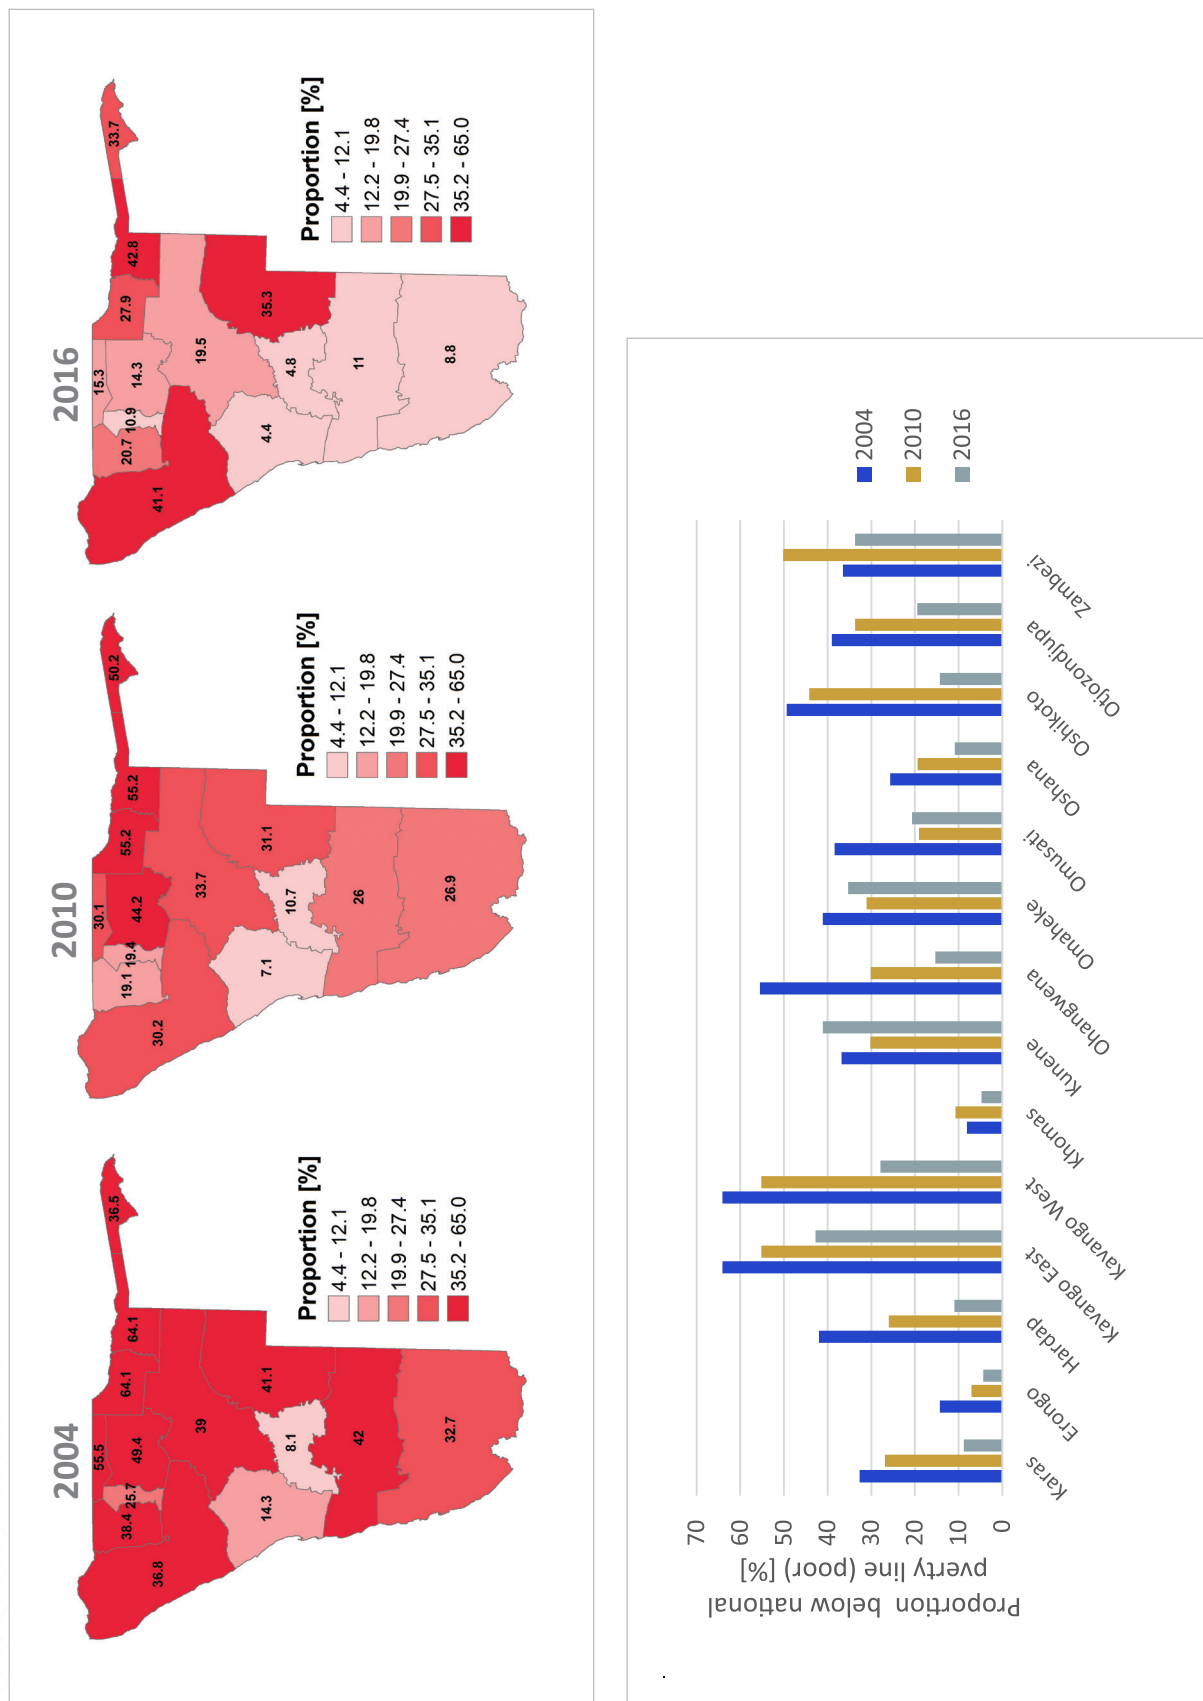 2004
36.8
38.4
25.7
55.5
49.4
64.1
64.1
36.5
39
41.1
14.3
8.1
42
32.7
Proportion [%]
4.4 - 12.1
12.2 - 19.8
19.9 - 27.4
27.5 - 35.1
35.2 - 65.0
2010
30.2
19.1
19.4
30.1
44.2
55.2
55.2
50.2
33.7
31.1
7.1
10.7
26
26.9
Proportion [%]
4.4 - 12.1
12.2 - 19.8
19.9 - 27.4
27.5 - 35.1
35.2 - 65.0
2016
41.1
20.7
10.9
15.3
14.3
27.9
42.8
33.7
19.5
35.3
4.4
4.8
11
8.8
Proportion [%]
4.4 - 12.1
12.2 - 19.8
19.9 - 27.4
27.5 - 35.1
35.2 - 65.0
Proportion below national
pverty line (poor) [%]
70
60
50
40
30
20
10
0
Karas
Erongo
Hardap
Kavango East
Kavango West
Khomas
Kunene
Ohangwena
Omaheke
Omusati
Oshana
Oshikoto
Otjozondjupa
Zambezi
2004
2010
2016
.